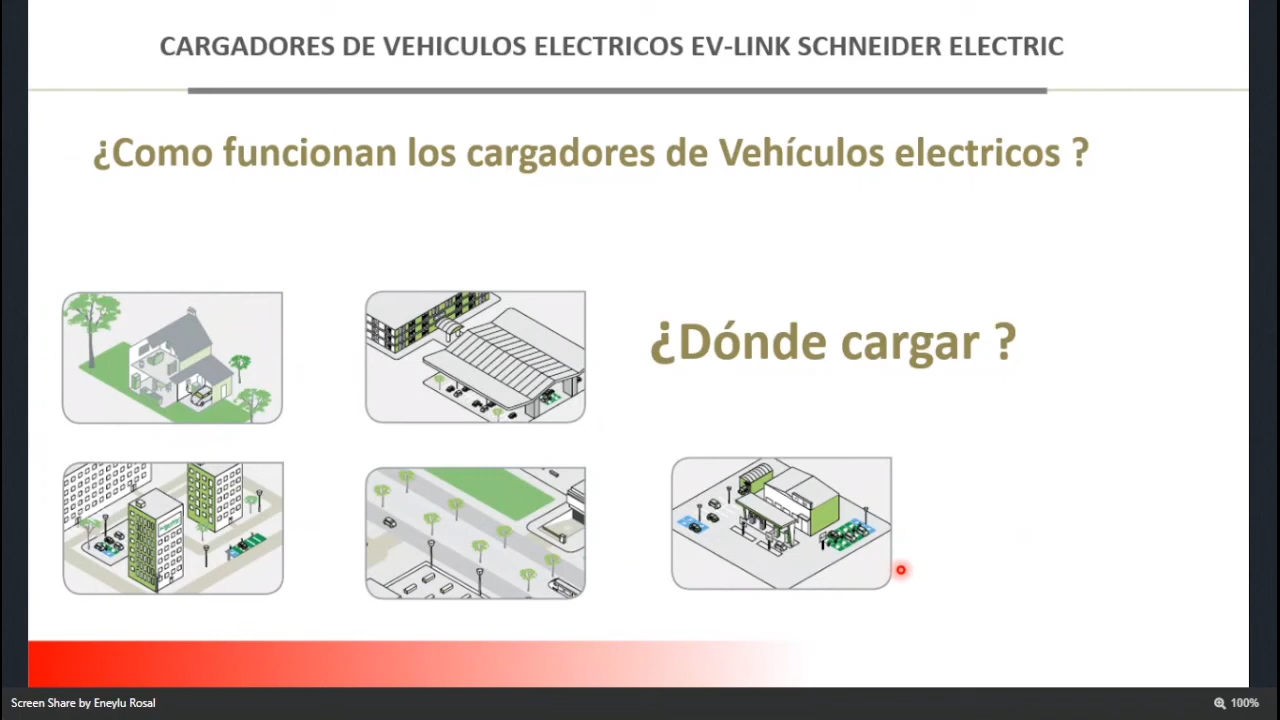 CARGADORES DE VEHICULOS ELECTRICOS EV-LINK SCHNEIDER ELECTRIC
¿Como funcionan los cargadores de Vehículos electricos ?
¿Dónde cargar ?
Screen Share by Eneylu Rosal
100%